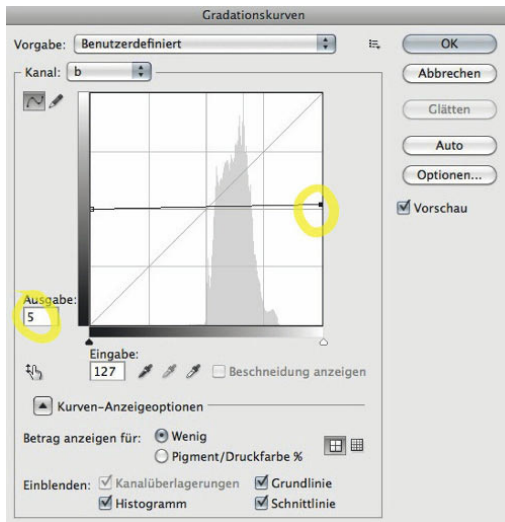 Gradationskurven
Vorgabe: Benutzerdefiniert
OK
Kanal: b
Abbrechen
Glätten
Auto
Optionen...
Vorschau
Ausgabe:
5
Eingabe:
127
Beschneidung anzeigen
Kurven-Anzeigeoptionen
Betrag anzeigen für: Wenig
Pigment/Druckfarbe %
Einblenden: Kanalüberlagerungen Grundlinie
Histogramm Schnittlinie